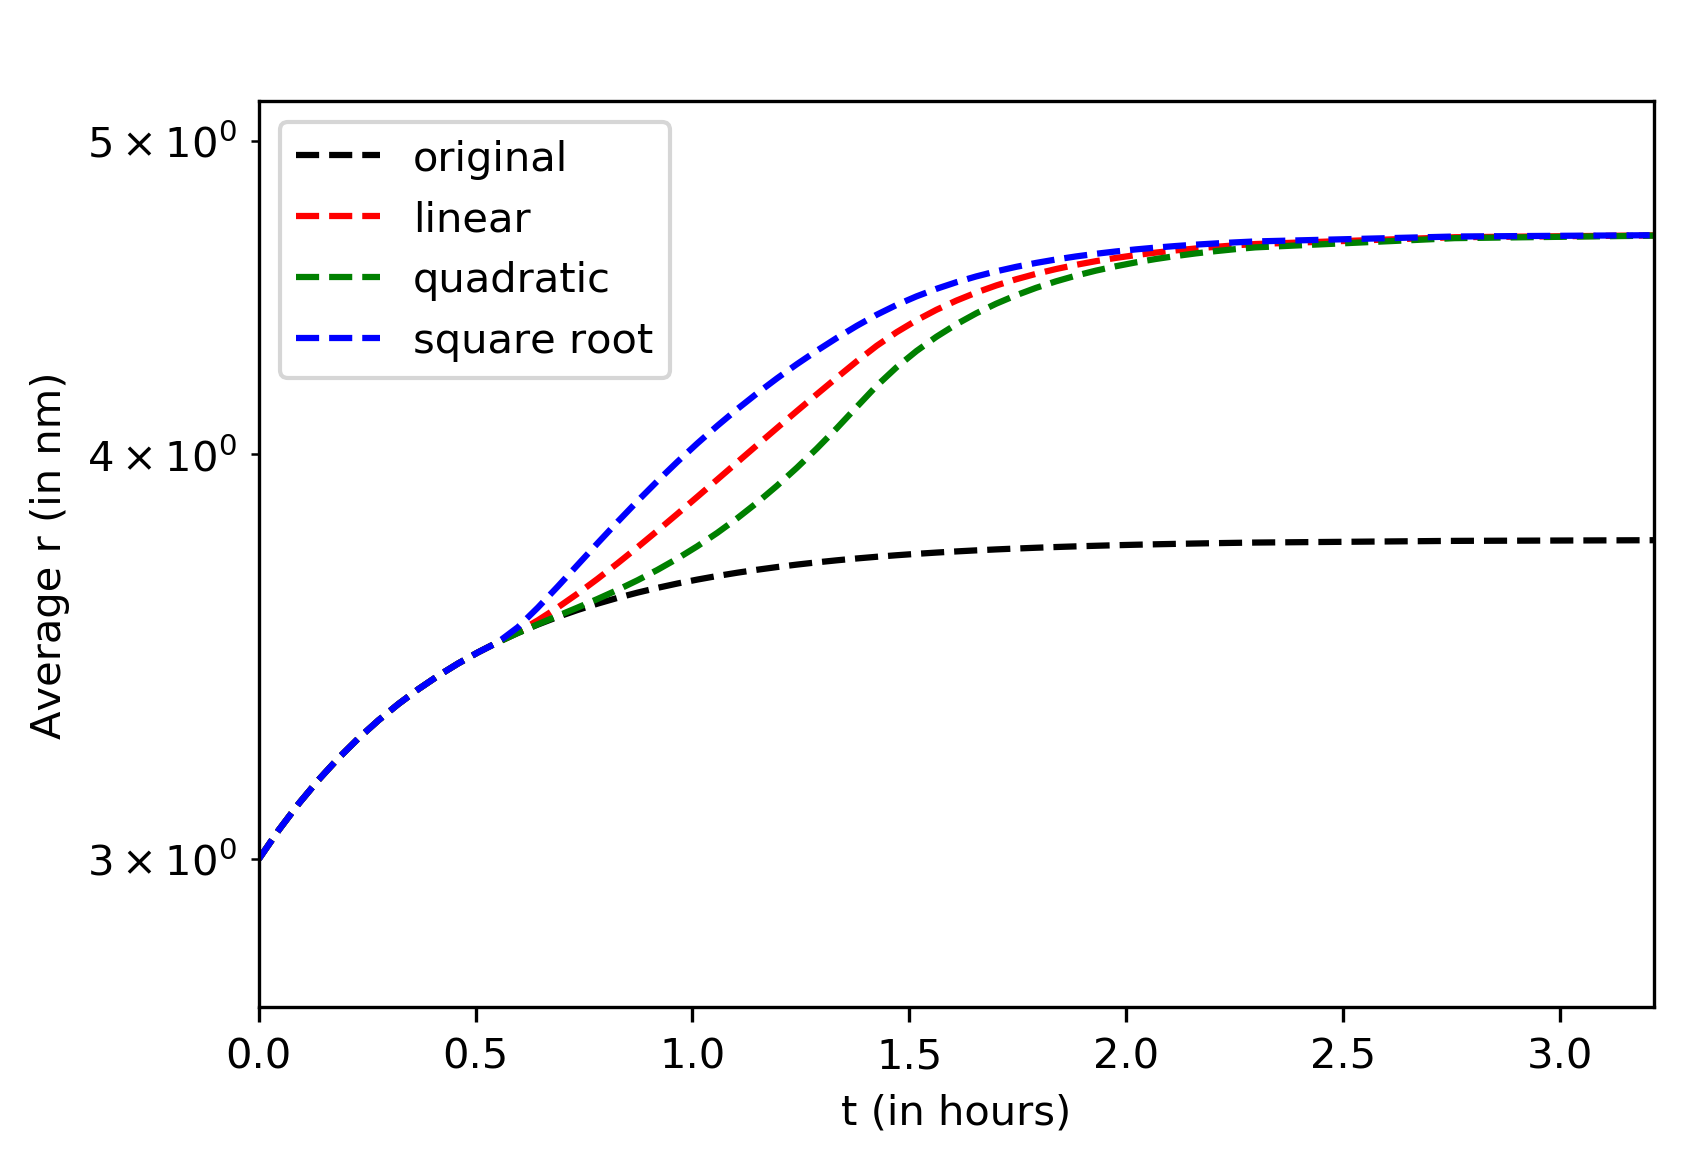 5 × 10⁰
4 × 10⁰
3 × 10⁰
Average r (in nm)
original
linear
quadratic
square root
0.0 0.5 1.0 1.5 2.0 2.5 3.0
t (in hours)